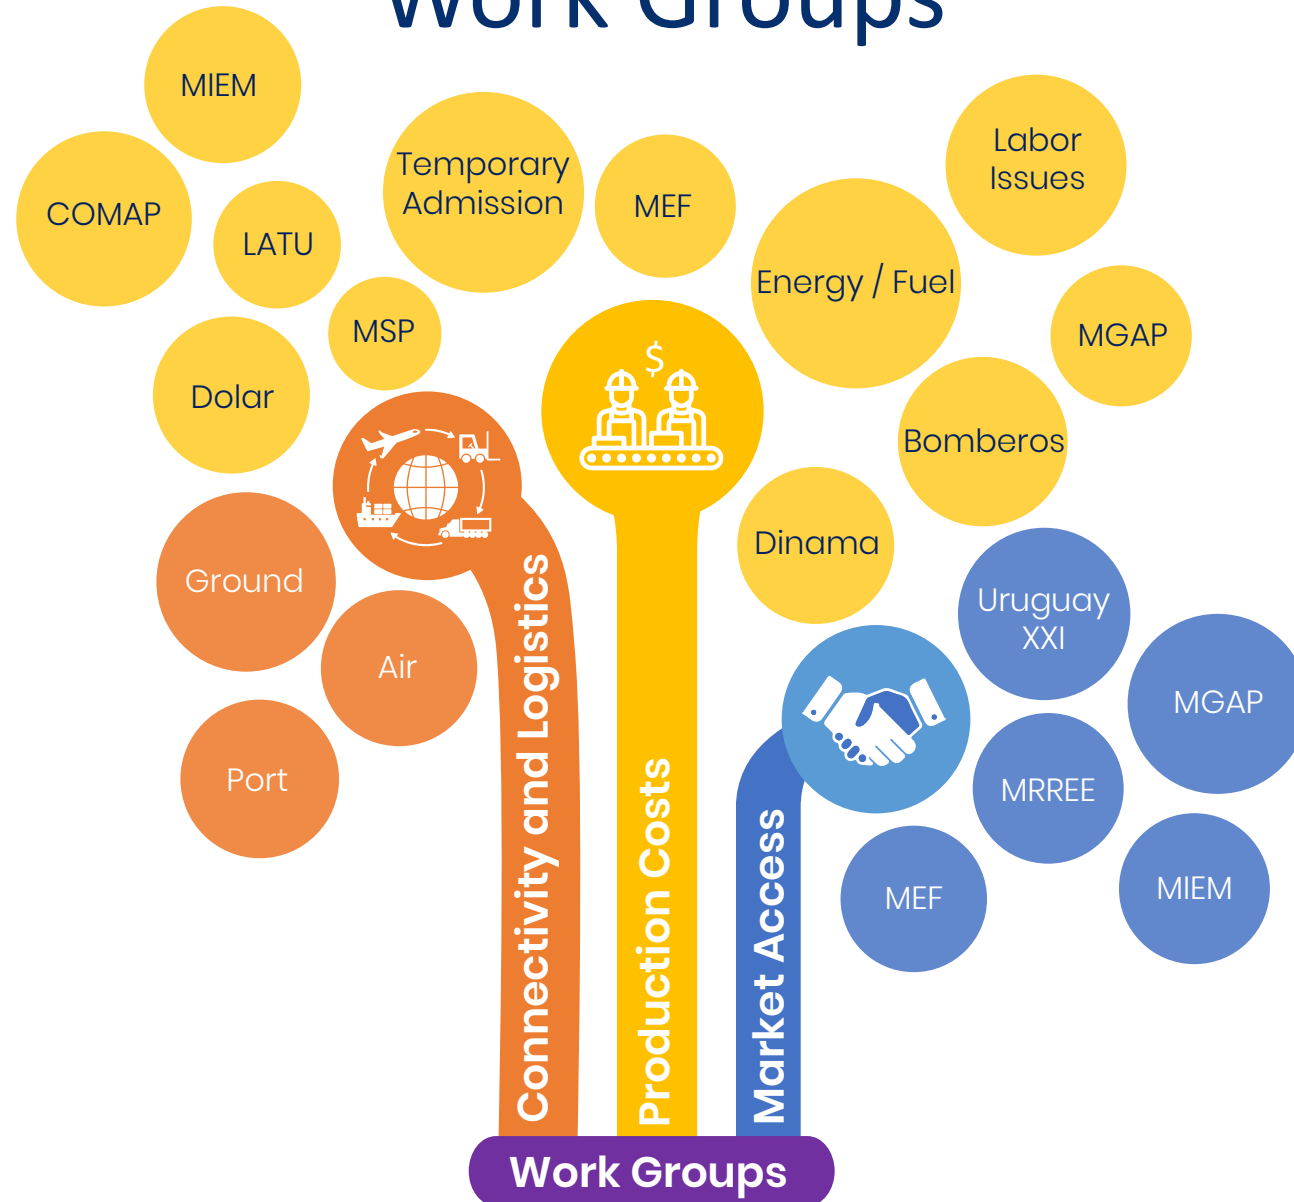 Work Groups
MIEM
COMAP
LATU
Temporary
Admission
MEF
Labor
Issues
Energy / Fuel
MSP
MGAP
Dolar
$
Bomberos
Dinama
Ground
Air
Port
Uruguay
XXI
MGAP
MRREE
MEF
MIEM
Connectivity and Logistics
Production Costs
Market Access
Work Groups